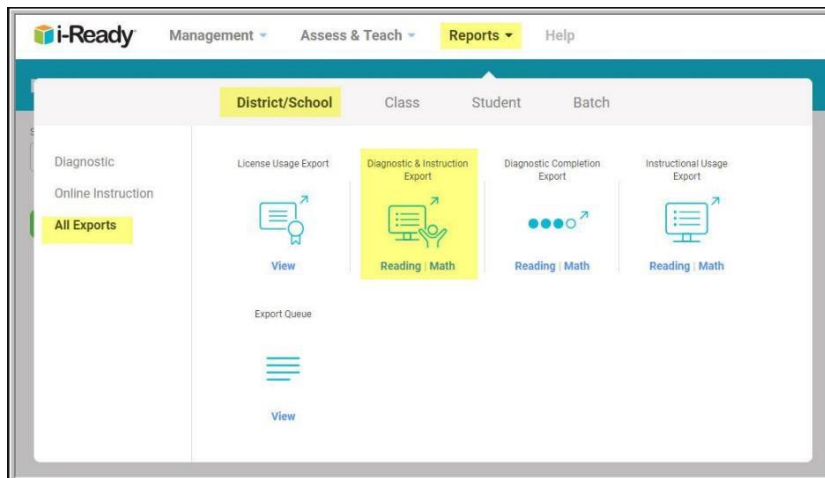 i-Ready Management Assess & Teach Reports Help
District/School Class Student Batch
Diagnostic
Online Instruction
All Exports
License Usage Export
View
Diagnostic & Instruction
Export
Reading | Math
Diagnostic Completion
Export
Reading | Math
Instructional Usage
Export
Reading | Math
Export Queue
View